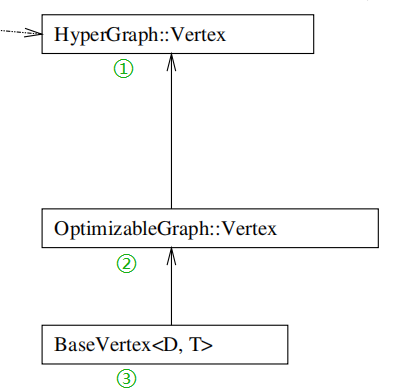 HyperGraph::Vertex
①
OptimizableGraph::Vertex
②
BaseVertex<D, T>
③